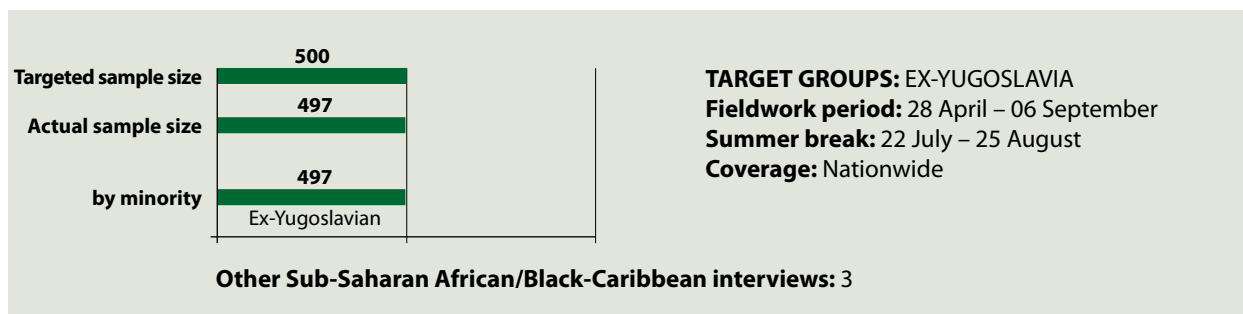 500
Targeted sample size
497
Actual sample size
497
by minority
Ex-Yugoslavian
Other Sub-Saharan African/Black-Caribbean interviews: 3
TARGET GROUPS: EX-YUGOSLAVIA
Fieldwork period: 28 April – 06 September
Summer break: 22 July – 25 August
Coverage: Nationwide